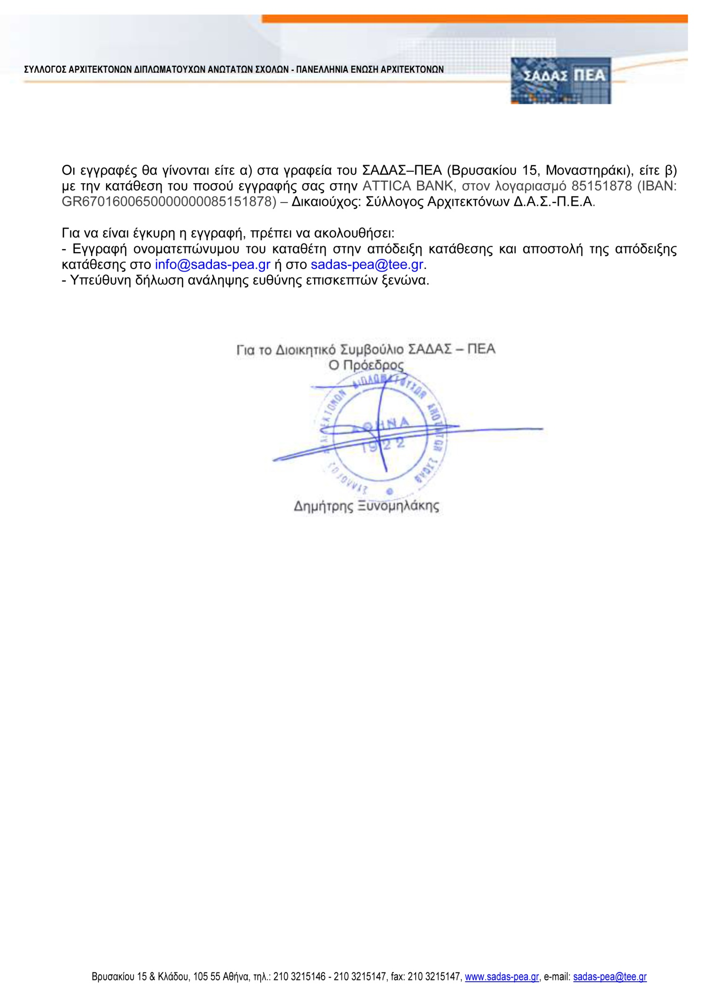 ΣΥΛΛΟΓΟΣ ΑΡΧΙΤΕΚΤΟΝΩΝ ΔΙΠΛΩΜΑΤΟΥΧΩΝ ΑΝΩΤΑΤΩΝ ΣΧΟΛΩΝ - ΠΑΝΕΛΛΗΝΙΑ ΕΝΩΣΗ ΑΡΧΙΤΕΚΤΟΝΩΝ
ΣΑΔΑΣ ΠΕΑ
Οι εγγραφές θα γίνονται είτε α) στα γραφεία του ΣΑΔΑΣ–ΠΕΑ (Βρυσακίου 15, Μοναστηράκι), είτε β)
με την κατάθεση του ποσού εγγραφής σας στην ATTICA BANK, στον λογαριασμό 85151878 (IBAN:
GR6701600650000000085151878) – Δικαιούχος: Σύλλογος Αρχιτεκτόνων Δ.Α.Σ.-Π.Ε.Α.
Για να είναι έγκυρη η εγγραφή, πρέπει να ακολουθήσει:
- Εγγραφή ονοματεπώνυμου του καταθέτη στην απόδειξη κατάθεσης και αποστολή της απόδειξης
κατάθεσης στο info@sadas-pea.gr ή στο sadas-pea@tee.gr.
- Υπεύθυνη δήλωση ανάληψης ευθύνης επισκεπτών ξενώνα.
Για το Διοικητικό Συμβούλιο ΣΑΔΑΣ – ΠΕΑ
Ο Πρόεδρος
ΣΥΛΛΟΓΟΣ ΑΡΧΙΤΕΚΤΟΝΩΝ ΔΙΠΛΩΜΑΤΟΥΧΩΝ ΑΝΩΤΑΤΩΝ ΣΧΟΛΩΝ
ΑΘΗΝΑ
1922
Δημήτρης Ξυνομηλάκης
Βρυσακίου 15 & Κλάδου, 105 55 Αθήνα, τηλ.: 210 3215146 - 210 3215147, fax: 210 3215147, www.sadas-pea.gr, e-mail: sadas-pea@tee.gr